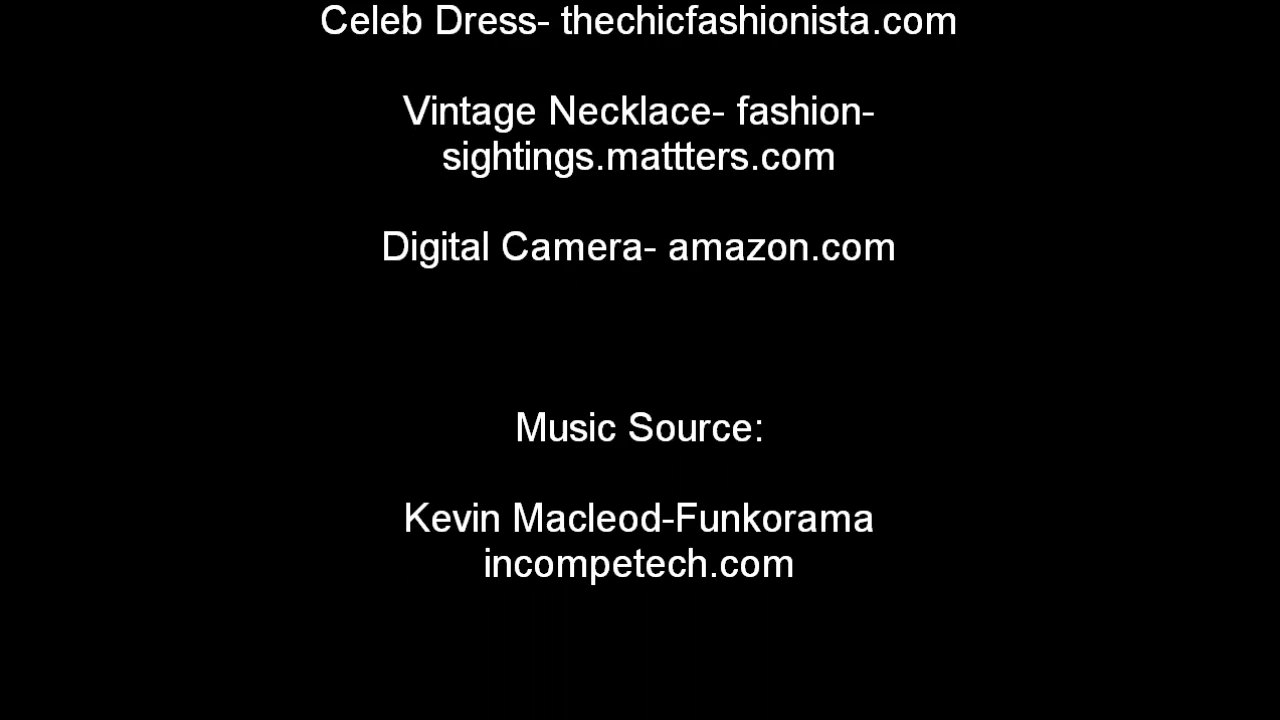 Celeb Dress- thechicfashionista.com
Vintage Necklace- fashion-
sightings.mattters.com
Digital Camera- amazon.com
Music Source:
Kevin Macleod-Funkorama
incompetech.com